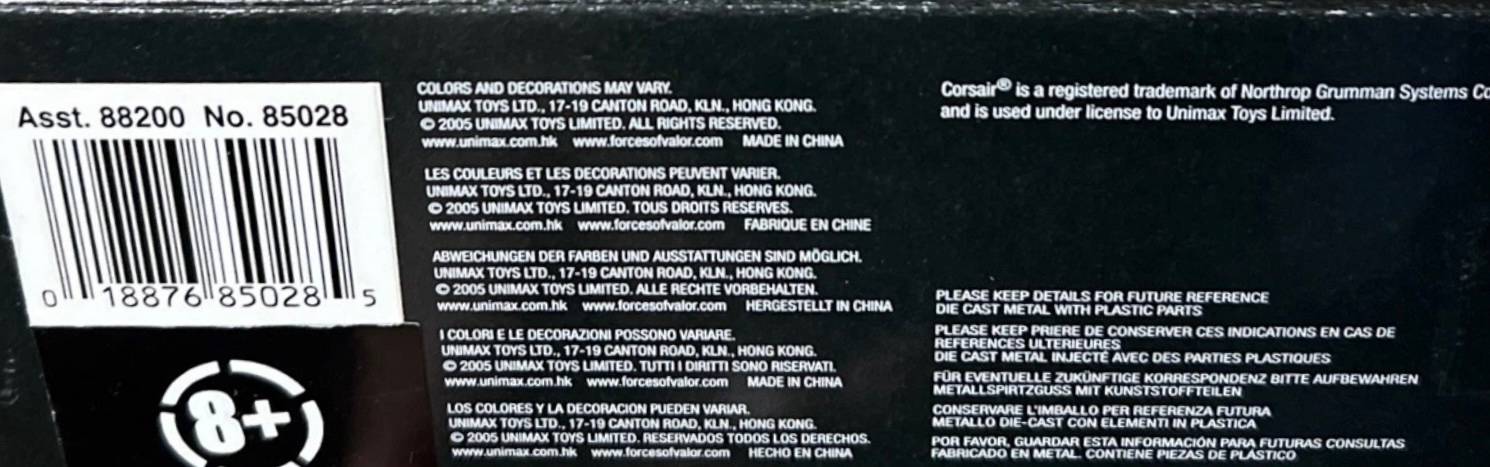 Asst. 88200 No. 85028
0 18876 85028 5
8+
COLORS AND DECORATIONS MAY VARY.
UNIMAX TOYS LTD., 17-19 CANTON ROAD, KLN., HONG KONG.
© 2005 UNIMAX TOYS LIMITED. ALL RIGHTS RESERVED.
www.unimax.com.hk www.forcesofvalor.com MADE IN CHINA
LES COULEURS ET LES DECORATIONS PEUVENT VARIER.
UNIMAX TOYS LTD., 17-19 CANTON ROAD, KLN., HONG KONG.
© 2005 UNIMAX TOYS LIMITED. TOUS DROITS RESERVES.
www.unimax.com.hk www.forcesofvalor.com FABRIQUE EN CHINE
ABWEICHUNGEN DER FARBEN UND AUSSTATTUNGEN SIND MÖGLICH.
UNIMAX TOYS LTD., 17-19 CANTON ROAD, KLN., HONG KONG.
© 2005 UNIMAX TOYS LIMITED. ALLE RECHTE VORBEHALTEN.
www.unimax.com.hk www.forcesofvalor.com HERGESTELLT IN CHINA
I COLORI E LE DECORAZIONI POSSONO VARIARE.
UNIMAX TOYS LTD., 17-19 CANTON ROAD, KLN., HONG KONG.
© 2005 UNIMAX TOYS LIMITED. TUTTI I DIRITTI SONO RISERVATI.
www.unimax.com.hk www.forcesofvalor.com MADE IN CHINA
LOS COLORES Y LA DECORACION PUEDEN VARIAR.
UNIMAX TOYS LTD., 17-19 CANTON ROAD, KLN., HONG KONG.
© 2005 UNIMAX TOYS LIMITED. RESERVADOS TODOS LOS DERECHOS.
www.unimax.com.hk www.forcesofvalor.com HECHO EN CHINA
Corsair® is a registered trademark of Northrop Grumman Systems
and is used under license to Unimax Toys Limited.
PLEASE KEEP DETAILS FOR FUTURE REFERENCE
DIE CAST METAL WITH PLASTIC PARTS
PLEASE KEEP PRIERE DE CONSERVER CES INDICATIONS EN CAS DE
REFERENCES ULTERIEURES
DIE CAST METAL INJECTÉ AVEC DES PARTIES PLASTIQUES
FÜR EVENTUELLE ZUKÜNFTIGE KORRESPONDENZ BITTE AUFBEWAHREN
METALLSPIRTZGUSS MIT KUNSTSTOFFTEILEN
CONSERVARE L'IMBALLO PER REFERENZA FUTURA
METALLO DIE-CAST CON ELEMENTI IN PLASTICA
POR FAVOR, GUARDAR ESTA INFORMACIÓN PARA FUTURAS CONSULTAS
FABRICADO EN METAL. CONTIENE PIEZAS DE PLÁSTICO